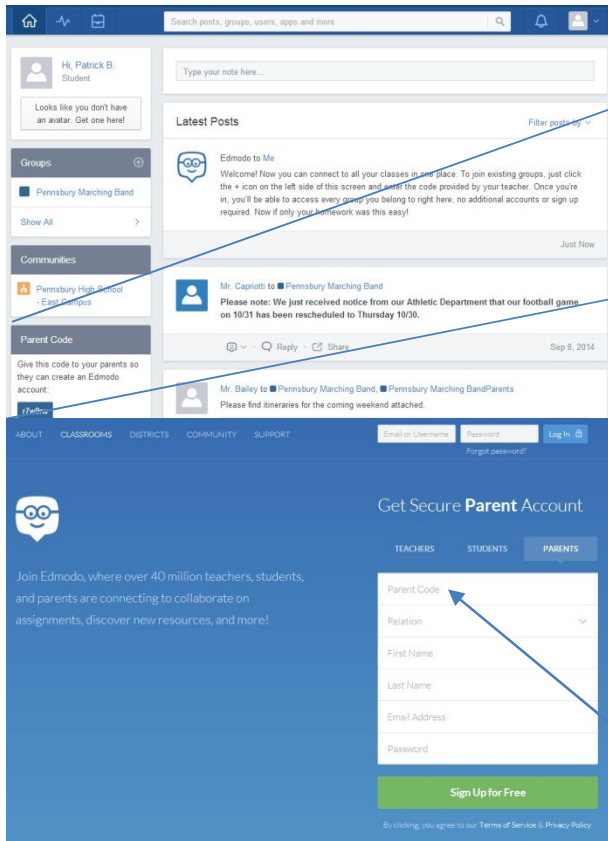 Search posts, groups, users, apps and more
Hi, Patrick B.
Student
Looks like you don't have
an avatar. Get one here!
Groups
Pennsbury Marching Band
Show All
Communities
Pennsbury High School
- East Campus
Parent Code
Give this code to your parents so
they can create an Edmodo
account:
Type your note here...
Latest Posts
Filter posts by
Edmodo to Me
Welcome! Now you can connect to all your classes in one place. To join existing groups, just click
the + icon on the left side of this screen and enter the code provided by your teacher. Once you're
in, you'll be able to access every group you belong to right here, no additional accounts or sign up
required. Now if only your homework was this easy!
Just Now
Mr. Capriotti to Pennsbury Marching Band
Please note: We just received notice from our Athletic Department that our football game
on 10/31 has been rescheduled to Thursday 10/30.
Reply · Share
Sep 8, 2014
Mr. Bailey to Pennsbury Marching Band, Pennsbury Marching BandParents
Please find itineraries for the coming weekend attached.
ABOUT CLASSROOMS DISTRICTS COMMUNITY SUPPORT
Email or Username Password Log In
Forgot password?
Get Secure Parent Account
TEACHERS STUDENTS PARENTS
Join Edmodo, where over 40 million teachers, students,
and parents are connecting to collaborate on
assignments, discover new resources, and more!
Parent Code
Relation
First Name
Last Name
Email Address
Password
Sign Up for Free
By clicking, you agree to our Terms of Service & Privacy Policy.